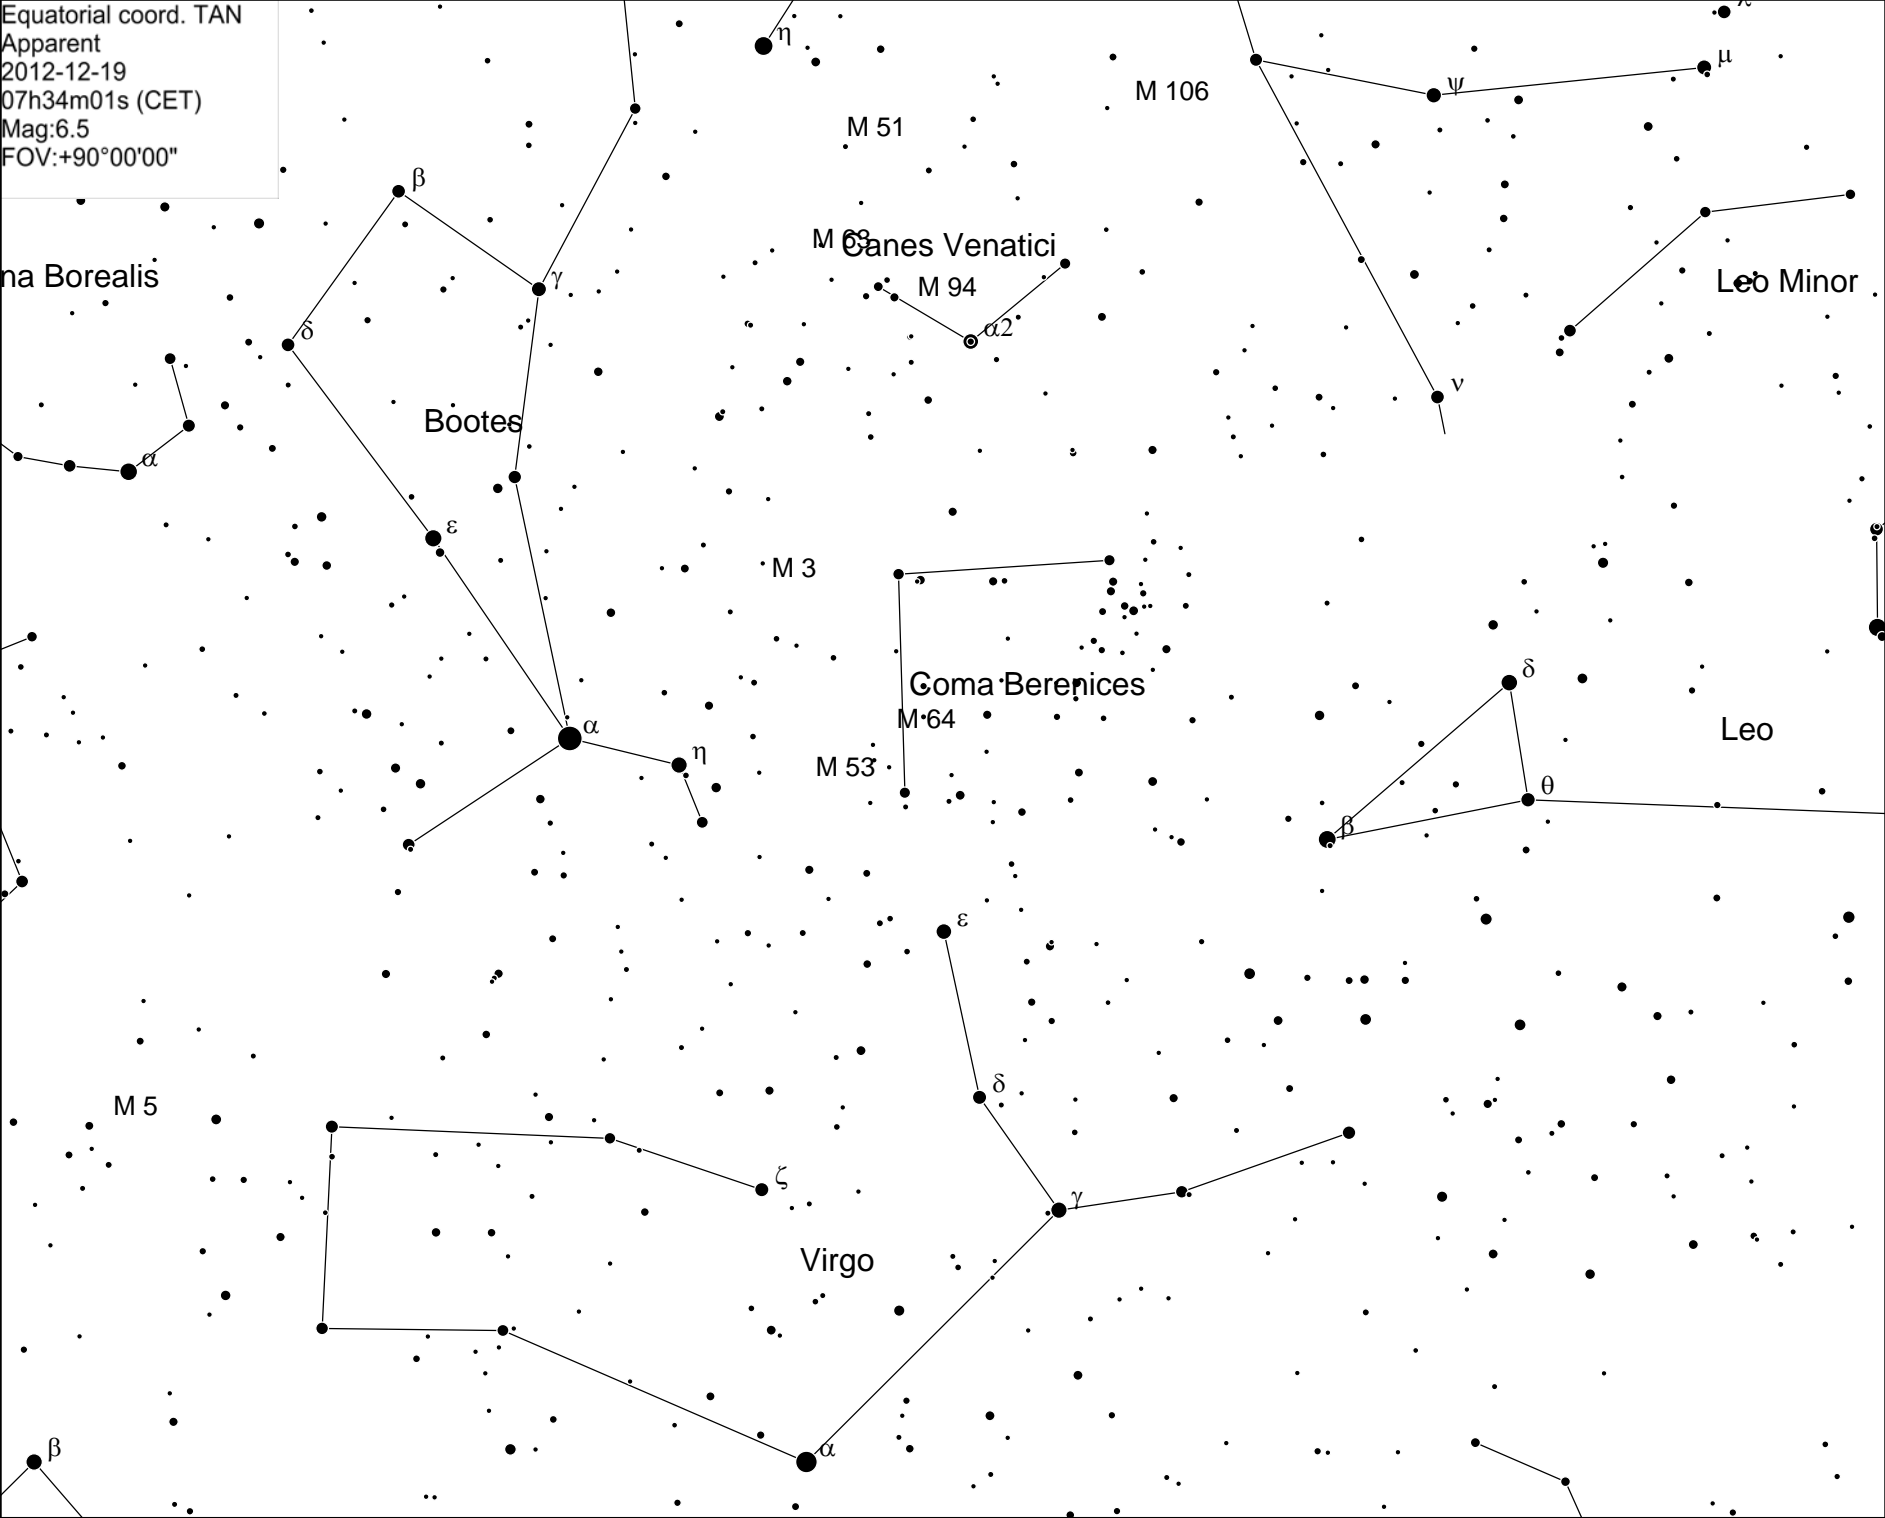 Equatorial coord. TAN
Apparent
2012-12-19
07h34m01s (CET)
Mag:6.5
FOV:+90°00'00"
η
μ
ψ
M 106
M 51
β
M 63
Canes Venatici
na Borealis
γ
M 94
Leo Minor
δ
α2
ν
Bootes
α
ε
M 3
δ
Coma Berenices
M 64
Leo
α
η
M 53
θ
β
ε
δ
M 5
ζ
γ
Virgo
β
α